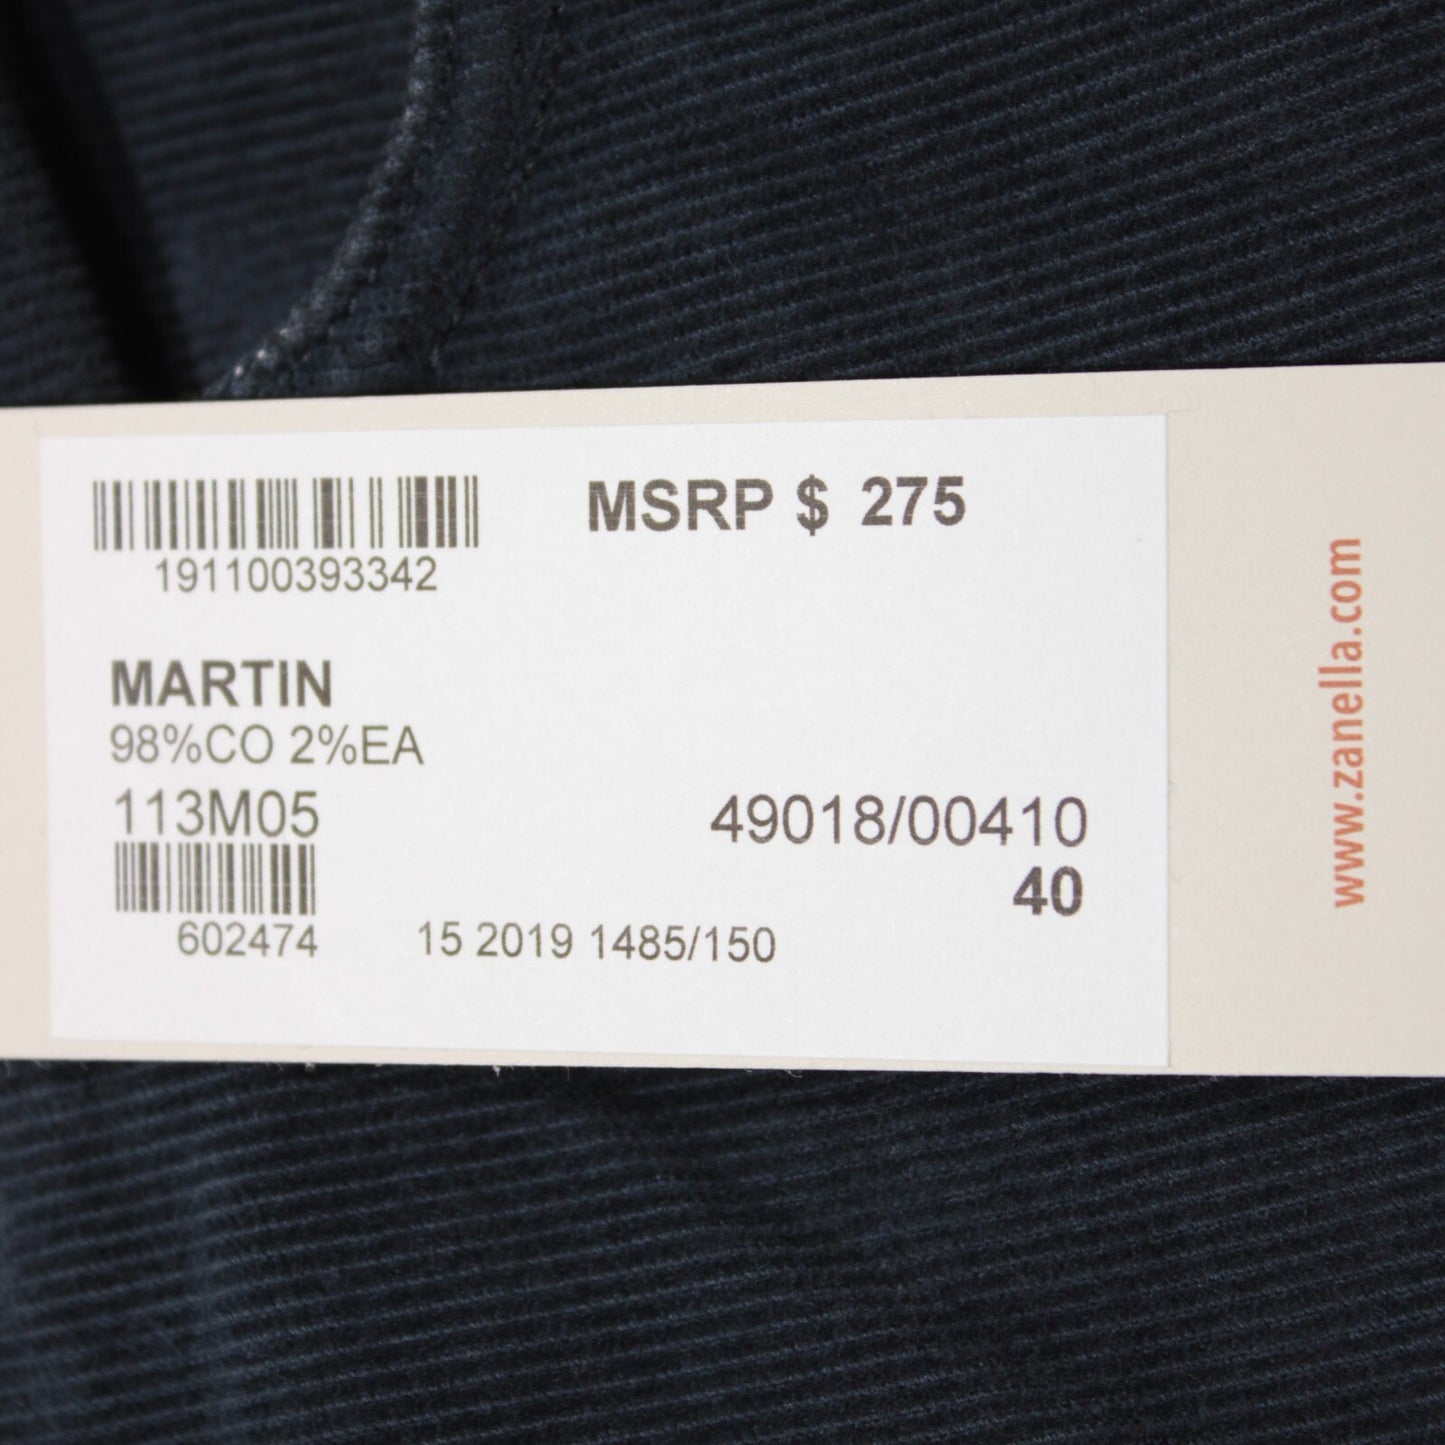 MSRP $ 275
191100393342
MARTIN
98%CO 2%EA
113M05
49018/00410
40
602474
15 2019 1485/150
www.zanella.com